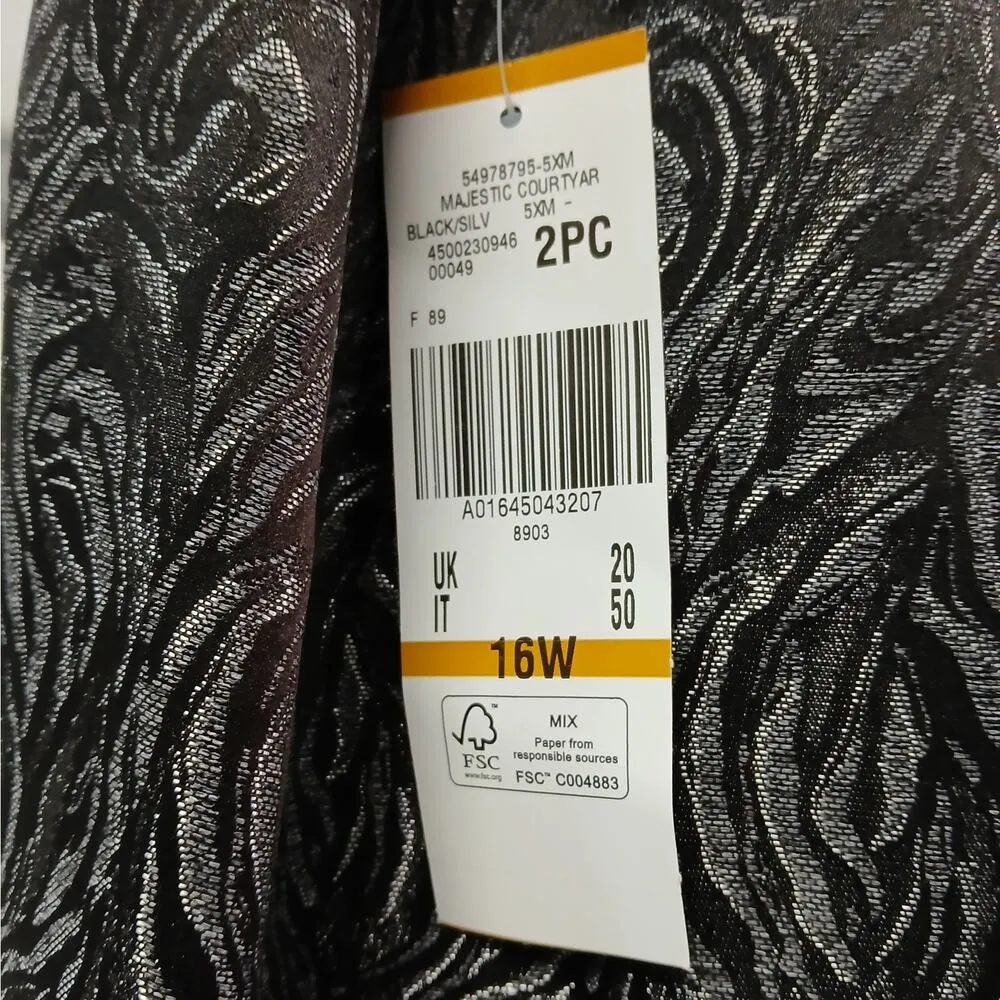 54978795-5XM
MAJESTIC COURTYAR
BLACK/SILV 5XM -
4500230946 2PC
00049
F 89
A01645043207
8903
UK 20
IT 50
16W
FSC™
www.fsc.org
MIX
Paper from
responsible sources
FSC™ C004883